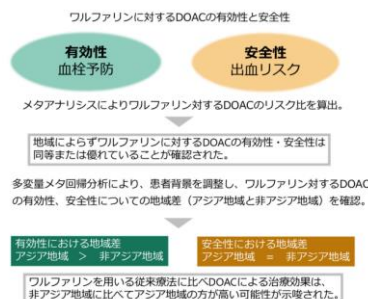 ワルファリンに対するDOACの有効性と安全性
有効性
血栓予防
安全性
出血リスク
メタアナリシスによりワルファリン対するDOACのリスク比を算出。
地域によらずワルファリンに対するDOACの有効性・安全性は
同等または優れていることが確認された。
多変量メタ回帰分析により、患者背景を調整し、ワルファリン対するDOAC
の有効性、安全性についての地域差（アジア地域と非アジア地域）を確認。
有効性における地域差
アジア地域 > 非アジア地域
安全性における地域差
アジア地域 = 非アジア地域
ワルファリンを用いる従来療法に比べDOACによる治療効果は、
非アジア地域に比べてアジア地域の方が高い可能性が示唆された。